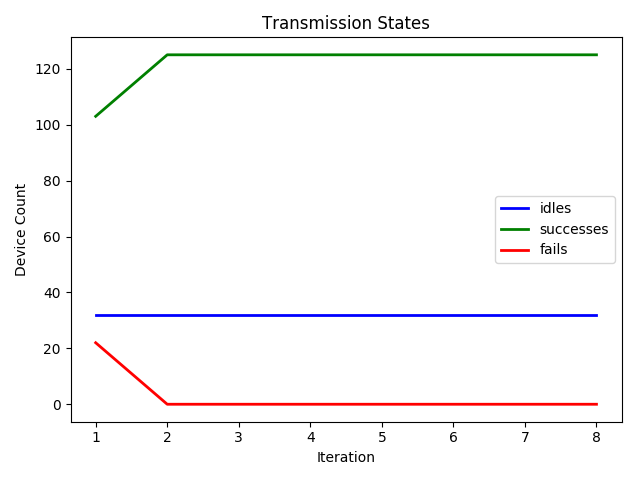 Transmission States
Device Count
120
100
80
60
40
20
0
idles
successes
fails
1 2 3 4 5 6 7 8
Iteration